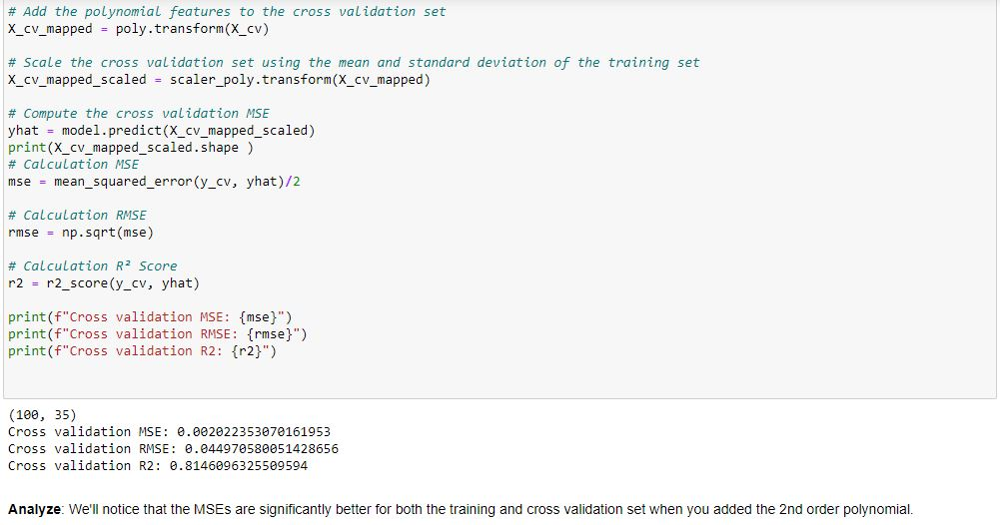 # Add the polynomial features to the cross validation set
X_cv_mapped = poly.transform(X_cv)
# Scale the cross validation set using the mean and standard deviation of the training set
X_cv_mapped_scaled = scaler_poly.transform(X_cv_mapped)
# Compute the cross validation MSE
yhat = model.predict(X_cv_mapped_scaled)
print(X_cv_mapped_scaled.shape )
# Calculation MSE
mse = mean_squared_error(y_cv, yhat)/2
# Calculation RMSE
rmse = np.sqrt(mse)
# Calculation R² Score
r2 = r2_score(y_cv, yhat)
print(f"Cross validation MSE: {mse}")
print(f"Cross validation RMSE: {rmse}")
print(f"Cross validation R2: {r2}")
(100, 35)
Cross validation MSE: 0.002022353070161953
Cross validation RMSE: 0.044970580051428656
Cross validation R2: 0.8146096325509594
Analyze: We'll notice that the MSEs are significantly better for both the training and cross validation set when you added the 2nd order polynomial.